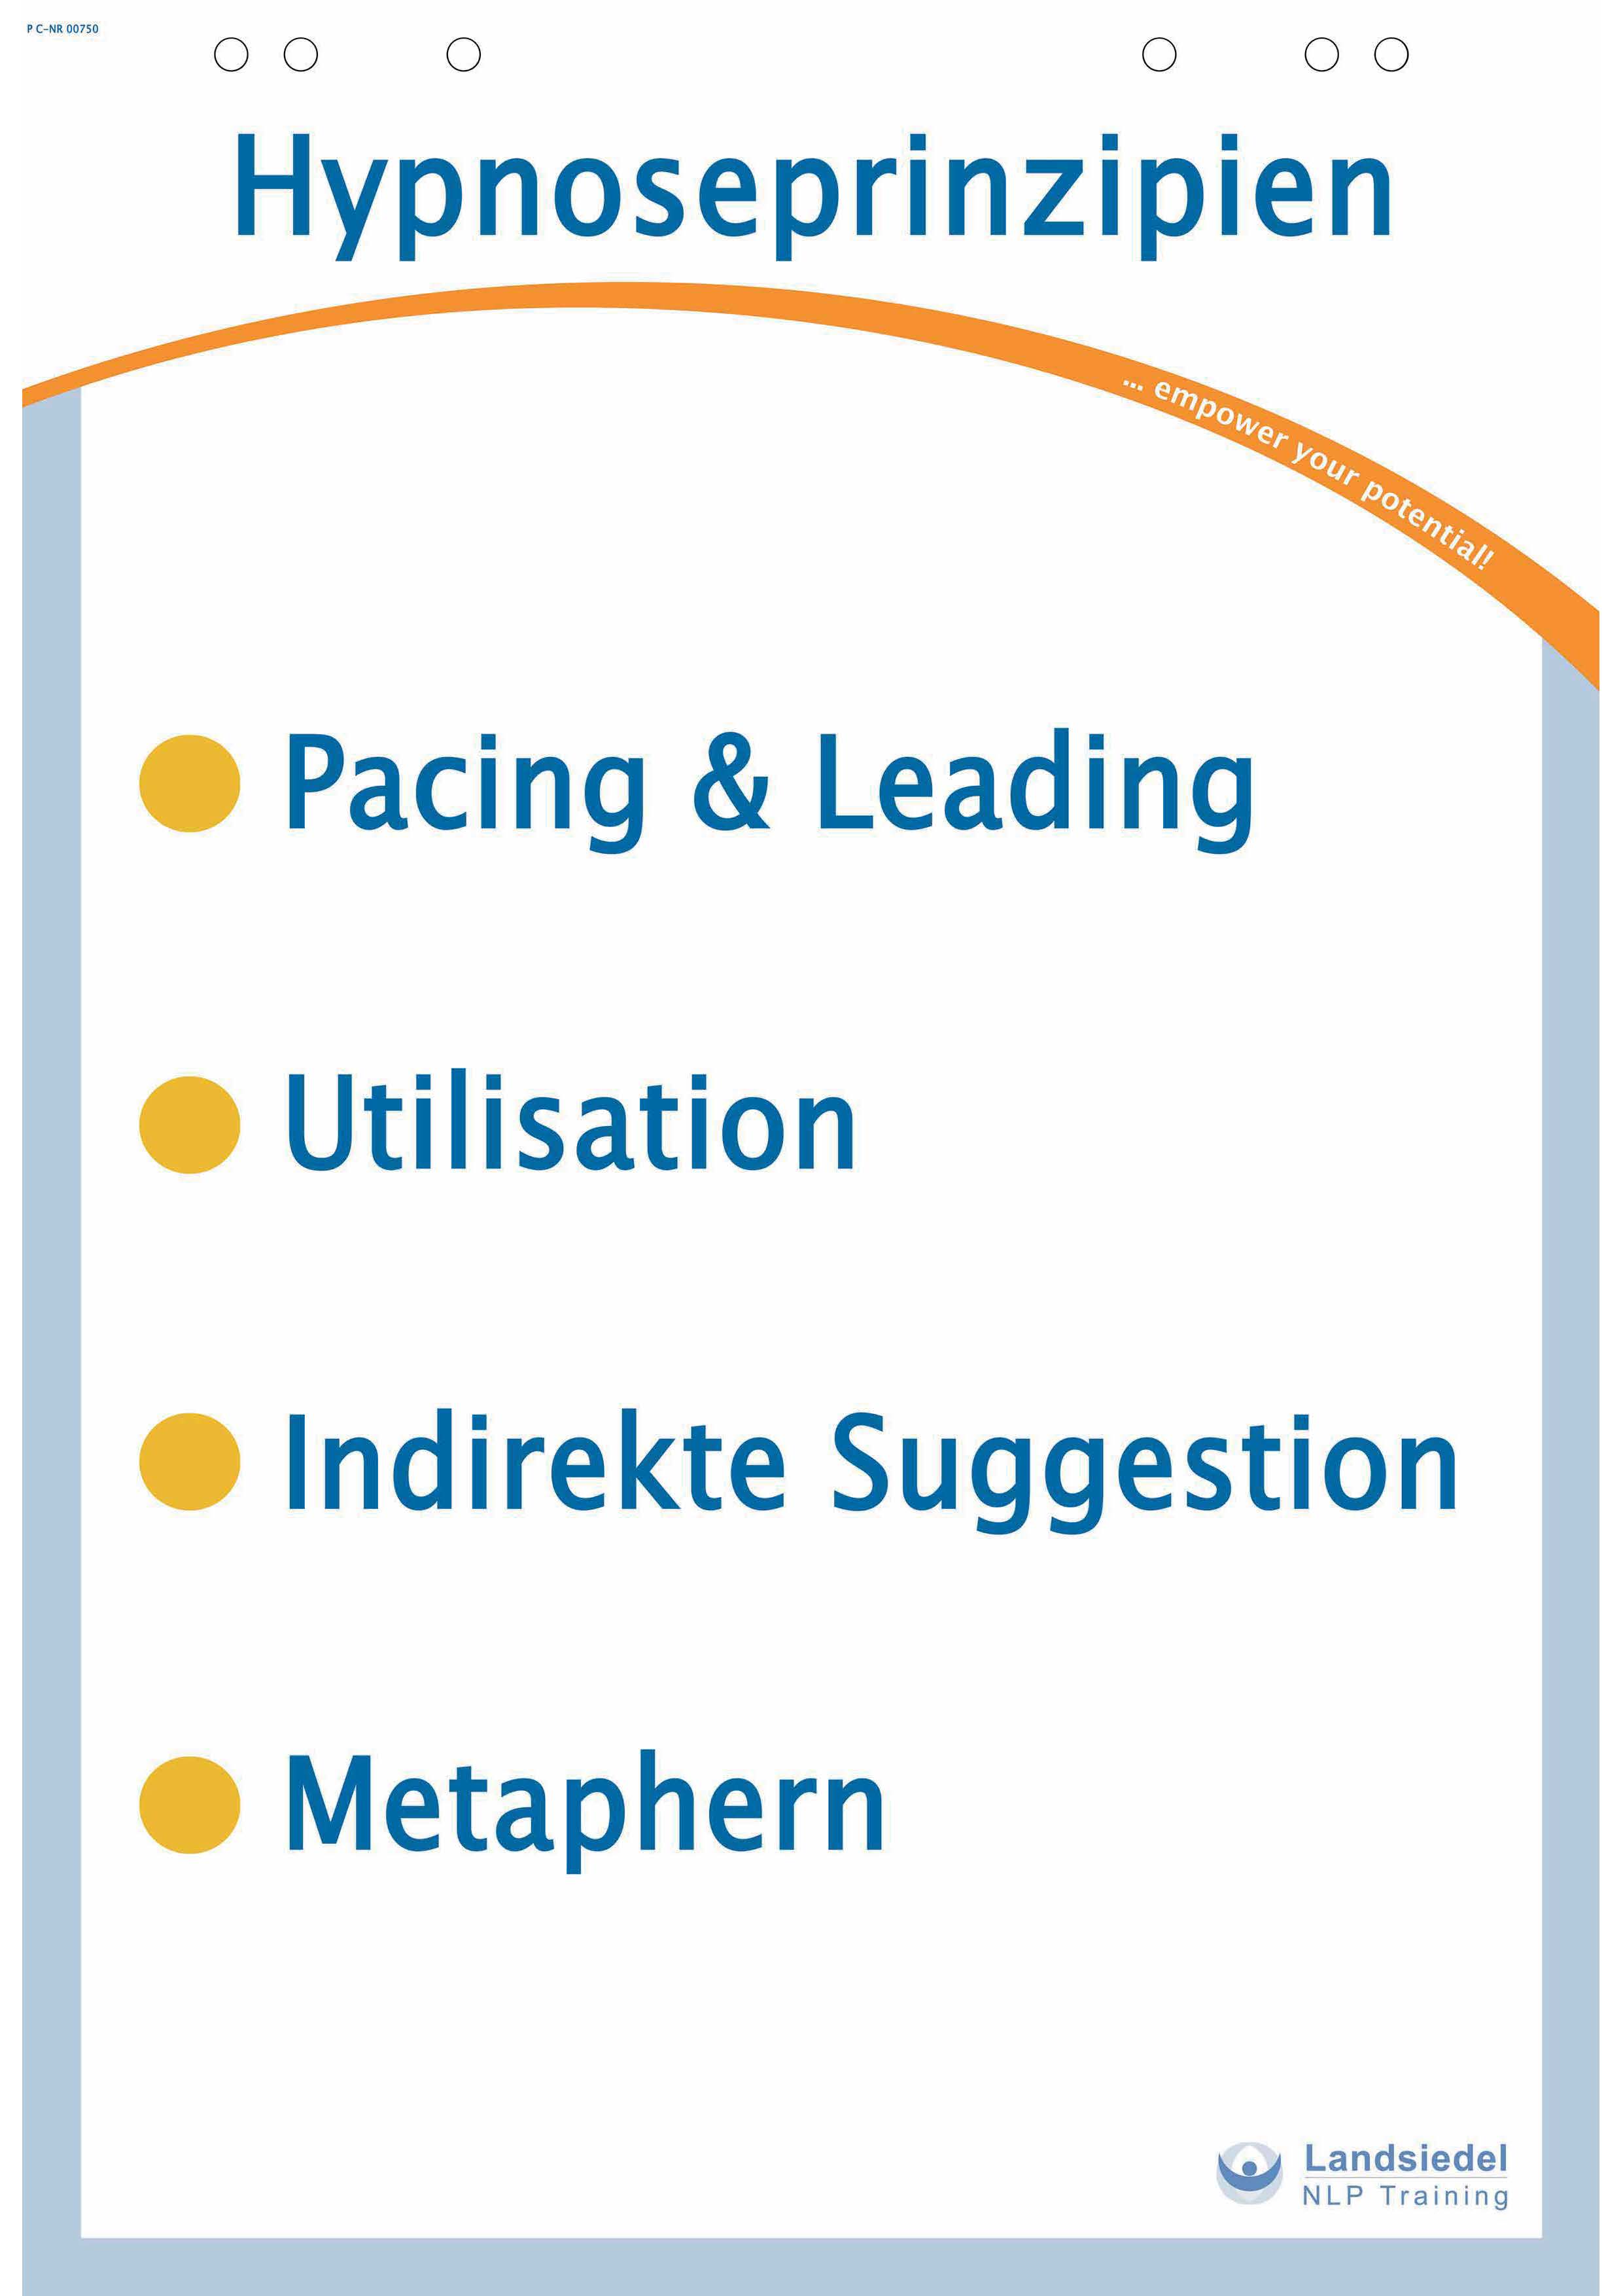 P C-NR 00750
Hypnoseprinzipien
... empower your potential!
Pacing & Leading
Utilisation
Indirekte Suggestion
Metaphern
Landsiedel
NLP Training